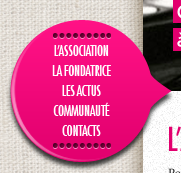 L'ASSOCIATION
LA FONDATRICE
LES ACTUS
COMMUNAUTÉ
CONTACTS